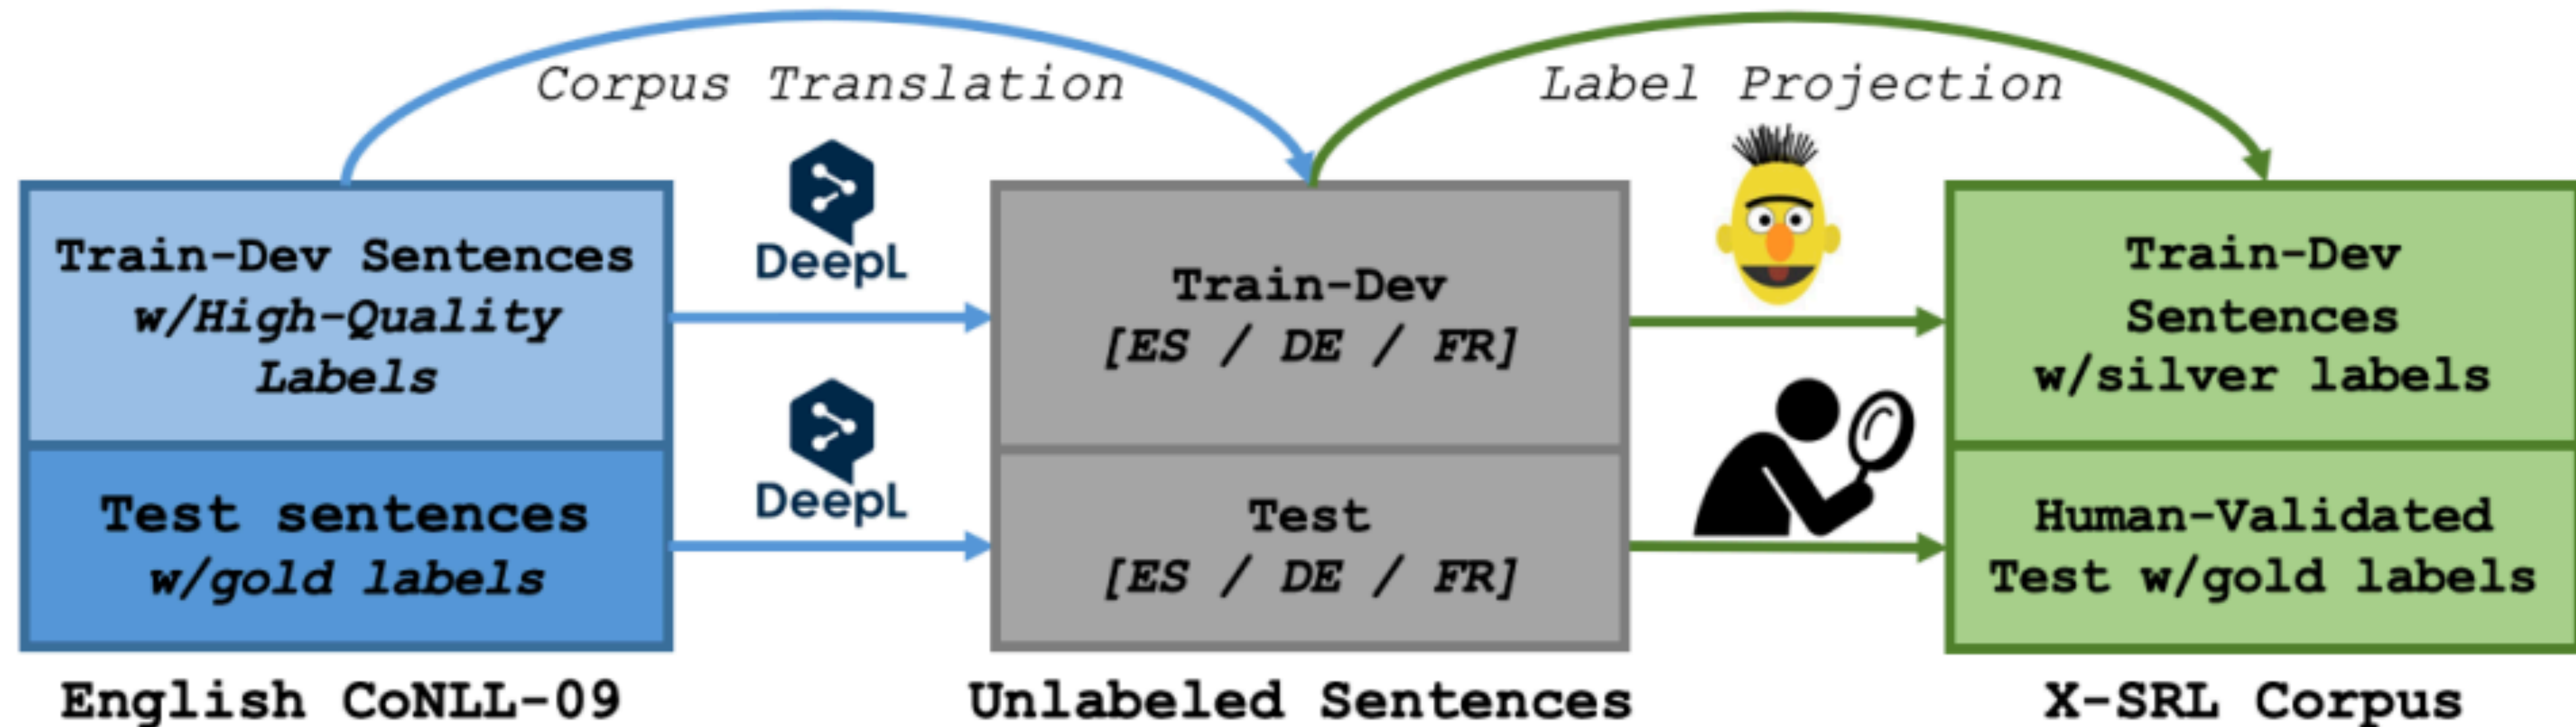 Corpus Translation
Label Projection
DeepL
Train-Dev Sentences
w/High-Quality
Labels
Train-Dev
[ES / DE / FR]
Train-Dev
Sentences
w/silver labels
DeepL
Test sentences
w/gold labels
Test
[ES / DE / FR]
Human-Validated
Test w/gold labels
English CoNLL-09
Unlabeled Sentences
X-SRL Corpus